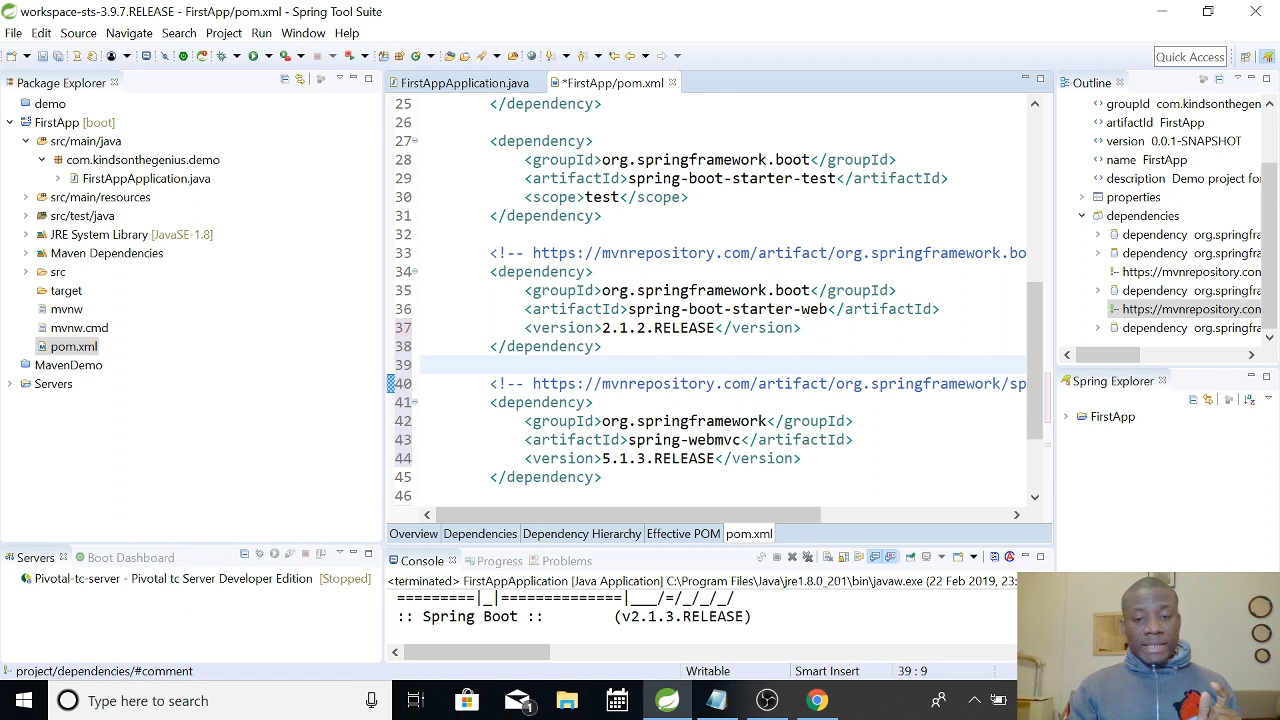 workspace-sts-3.9.7.RELEASE - FirstApp/pom.xml - Spring Tool Suite
File Edit Source Navigate Search Project Run Window Help
Quick Access
Package Explorer
demo
FirstApp [boot]
src/main/java
com.kindsonthegenius.demo
FirstAppApplication.java
src/main/resources
src/test/java
JRE System Library [JavaSE-1.8]
Maven Dependencies
src
target
mvnw
mvnw.cmd
pom.xml
MavenDemo
Servers
FirstAppApplication.java
*FirstApp/pom.xml
25 </dependency>
26
27 <dependency>
28 <groupId>org.springframework.boot</groupId>
29 <artifactId>spring-boot-starter-test</artifactId>
30 <scope>test</scope>
31 </dependency>
32
33 <!-- https://mvnrepository.com/artifact/org.springframework.bo
34 <dependency>
35 <groupId>org.springframework.boot</groupId>
36 <artifactId>spring-boot-starter-web</artifactId>
37 <version>2.1.2.RELEASE</version>
38 </dependency>
39
40 <!-- https://mvnrepository.com/artifact/org.springframework/sp
41 <dependency>
42 <groupId>org.springframework</groupId>
43 <artifactId>spring-webmvc</artifactId>
44 <version>5.1.3.RELEASE</version>
45 </dependency>
46
Overview Dependencies Dependency Hierarchy Effective POM pom.xml
Outline
groupId com.kindsonthegen
artifactId FirstApp
version 0.0.1-SNAPSHOT
name FirstApp
description Demo project fo
properties
dependencies
dependency org.springfra
dependency org.springfra
https://mvnrepository.con
dependency org.springfra
https://mvnrepository.con
dependency org.springfra
Spring Explorer
FirstApp
Servers Boot Dashboard
Pivotal-tc-server - Pivotal tc Server Developer Edition [Stopped]
Console Progress Problems
<terminated> FirstAppApplication [Java Application] C:\Program Files\Java\jre1.8.0_201\bin\javaw.exe (22 Feb 2019, 23:
=========|_|==============|___/=/_/_/_/
:: Spring Boot :: (v2.1.3.RELEASE)
project/dependencies/#comment
Writable
Smart Insert
39 : 9
Type here to search
1